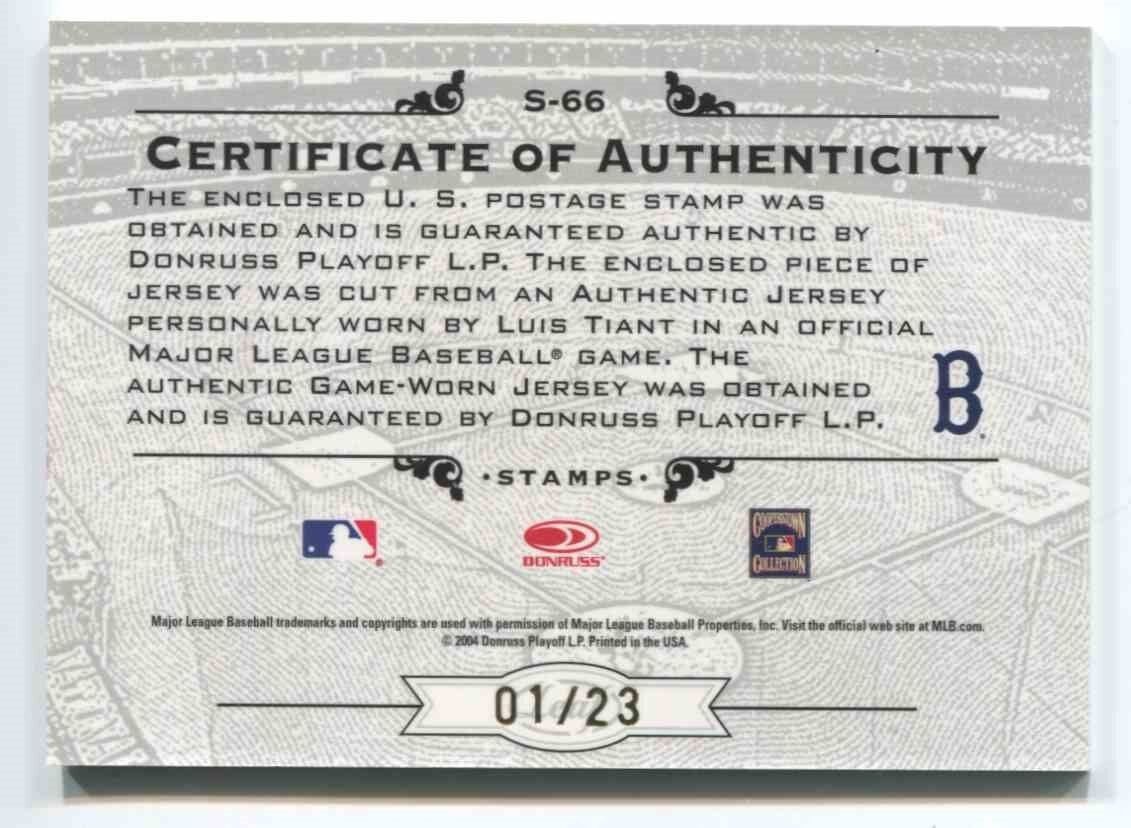 S-66
CERTIFICATE OF AUTHENTICITY
THE ENCLOSED U. S. POSTAGE STAMP WAS
OBTAINED AND IS GUARANTEED AUTHENTIC BY
DONRUSS PLAYOFF L.P. THE ENCLOSED PIECE OF
JERSEY WAS CUT FROM AN AUTHENTIC JERSEY
PERSONALLY WORN BY LUIS TIANT IN AN OFFICIAL
MAJOR LEAGUE BASEBALL® GAME. THE
AUTHENTIC GAME-WORN JERSEY WAS OBTAINED
AND IS GUARANTEED BY DONRUSS PLAYOFF L.P.
B
·STAMPS·
DONRUSS®
COOPERSTOWN
COLLECTION
Major League Baseball trademarks and copyrights are used with permission of Major League Baseball Properties, Inc. Visit the official web site at MLB.com.
© 2004 Donruss Playoff L.P. Printed in the USA.
01/23